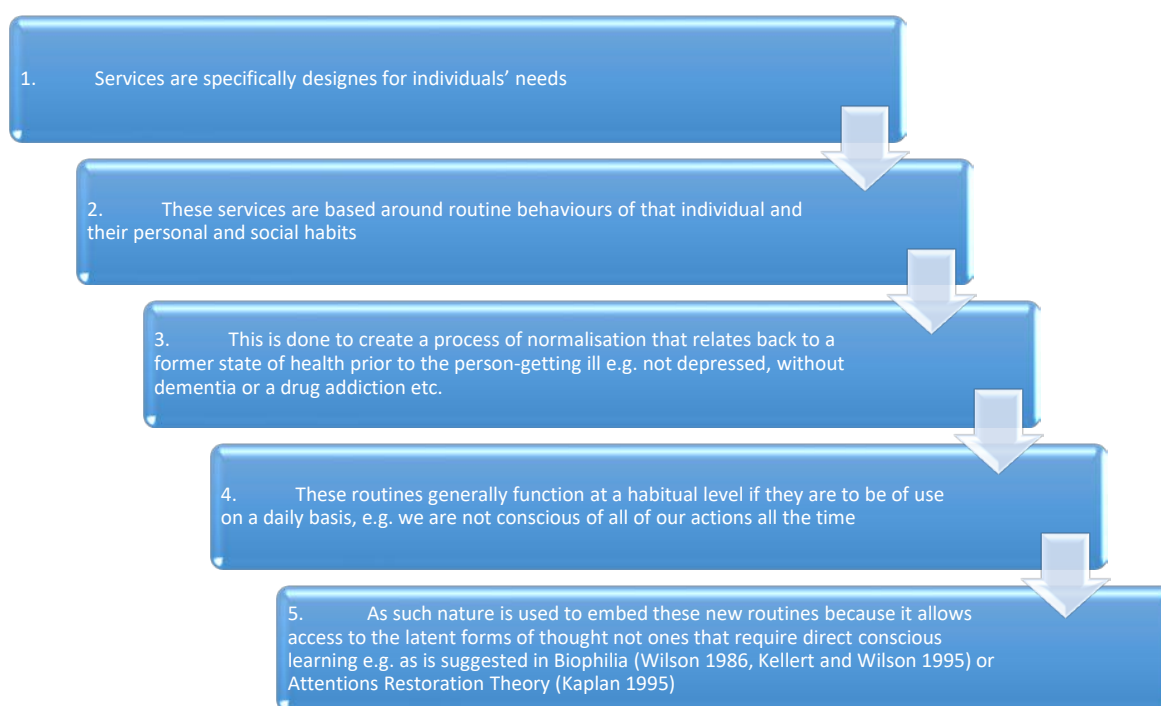 1. Services are specifically designes for individuals’ needs
2. These services are based around routine behaviours of that individual and
their personal and social habits
3. This is done to create a process of normalisation that relates back to a
former state of health prior to the person-getting ill e.g. not depressed, without
dementia or a drug addiction etc.
4. These routines generally function at a habitual level if they are to be of use
on a daily basis, e.g. we are not conscious of all of our actions all the time
5. As such nature is used to embed these new routines because it allows
access to the latent forms of thought not ones that require direct conscious
learning e.g. as is suggested in Biophilia (Wilson 1986, Kellert and Wilson 1995) or
Attentions Restoration Theory (Kaplan 1995)